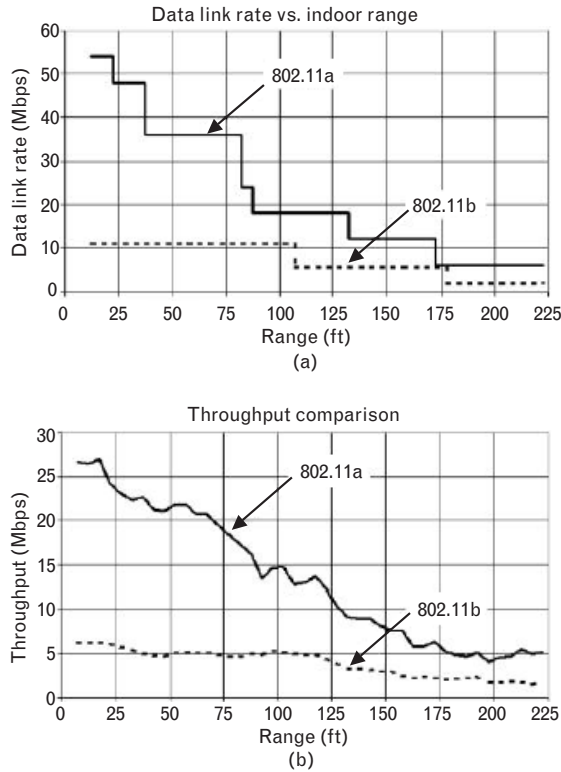 Data link rate vs. indoor range
60
50
40
30
20
10
0
Data link rate (Mbps)
802.11a
802.11b
0 25 50 75 100 125 150 175 200 225
Range (ft)
(a)
Throughput comparison
30
25
20
15
10
5
0
Throughput (Mbps)
802.11a
802.11b
0 25 50 75 100 125 150 175 200 225
Range (ft)
(b)